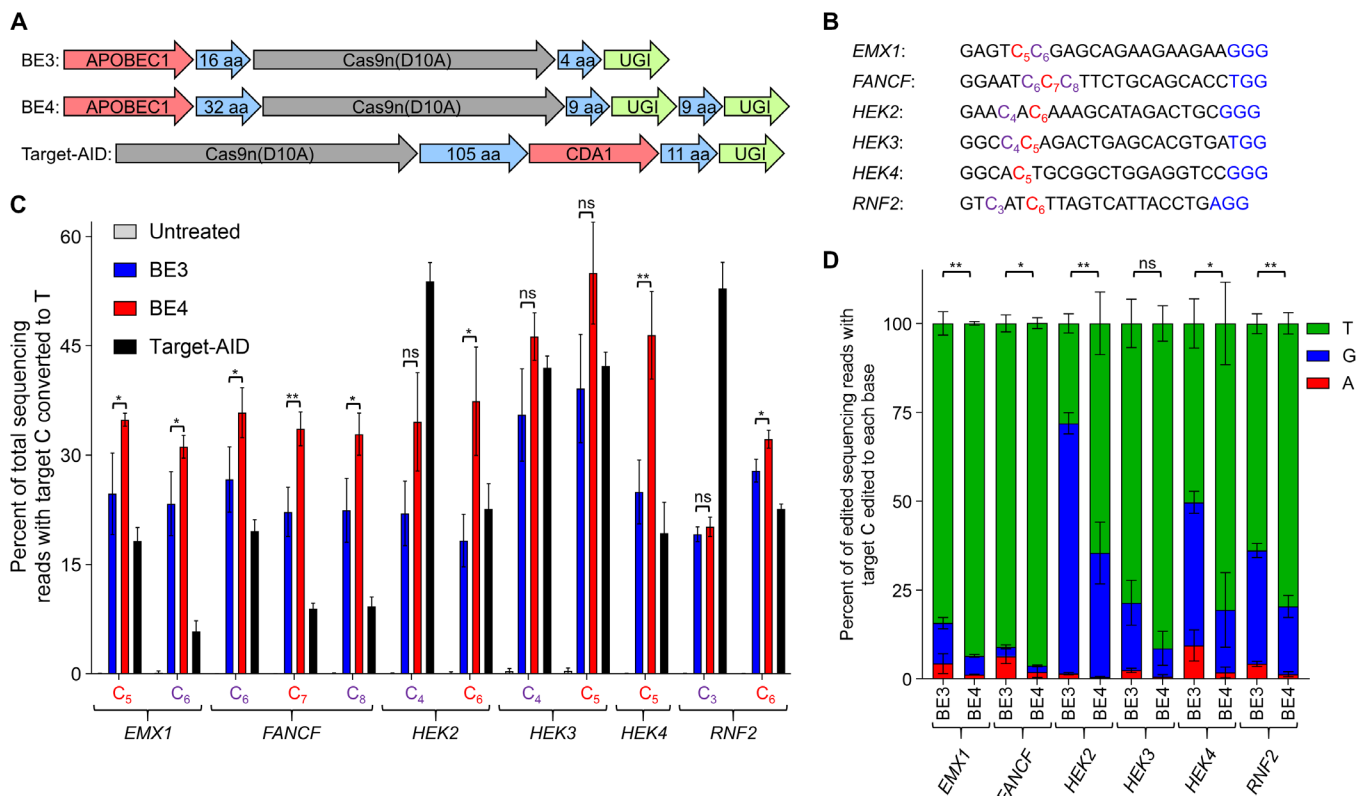 A
BE3: APOBEC1 16 aa Cas9n(D10A) 4 aa UGI
BE4: APOBEC1 32 aa Cas9n(D10A) 9 aa UGI 9 aa UGI
Target-AID: Cas9n(D10A) 105 aa CDA1 11 aa UGI
B
EMX1: GAGTC5C6GAGCAGAAGAAGAAGGG
FANCF: GGAATC6C7C8TTCTGCAGCACCTGG
HEK2: GAAC4AC6AAAGCATAGACTGCGGG
HEK3: GGCC4C5AGACTGAGCACGTGATGG
HEK4: GGCAC5TGCGGCTGGAGGTCCGGG
RNF2: GTC3ATC6TTAGTCATTACCTGAGG
C
Percent of total sequencing
reads with target C converted to T
60
45
30
15
0
Untreated
BE3
BE4
Target-AID
* * * ** * ns * ns ns ** ns *
C5 C6 C6 C7 C8 C4 C6 C4 C5 C5 C3 C6
EMX1 FANCF HEK2 HEK3 HEK4 RNF2
D
Percent of of edited sequencing reads with
target C edited to each base
100
75
50
25
0
** * ** ns * **
T
G
A
BE3 BE4 BE3 BE4 BE3 BE4 BE3 BE4 BE3 BE4 BE3 BE4
EMX1 FANCF HEK2 HEK3 HEK4 RNF2